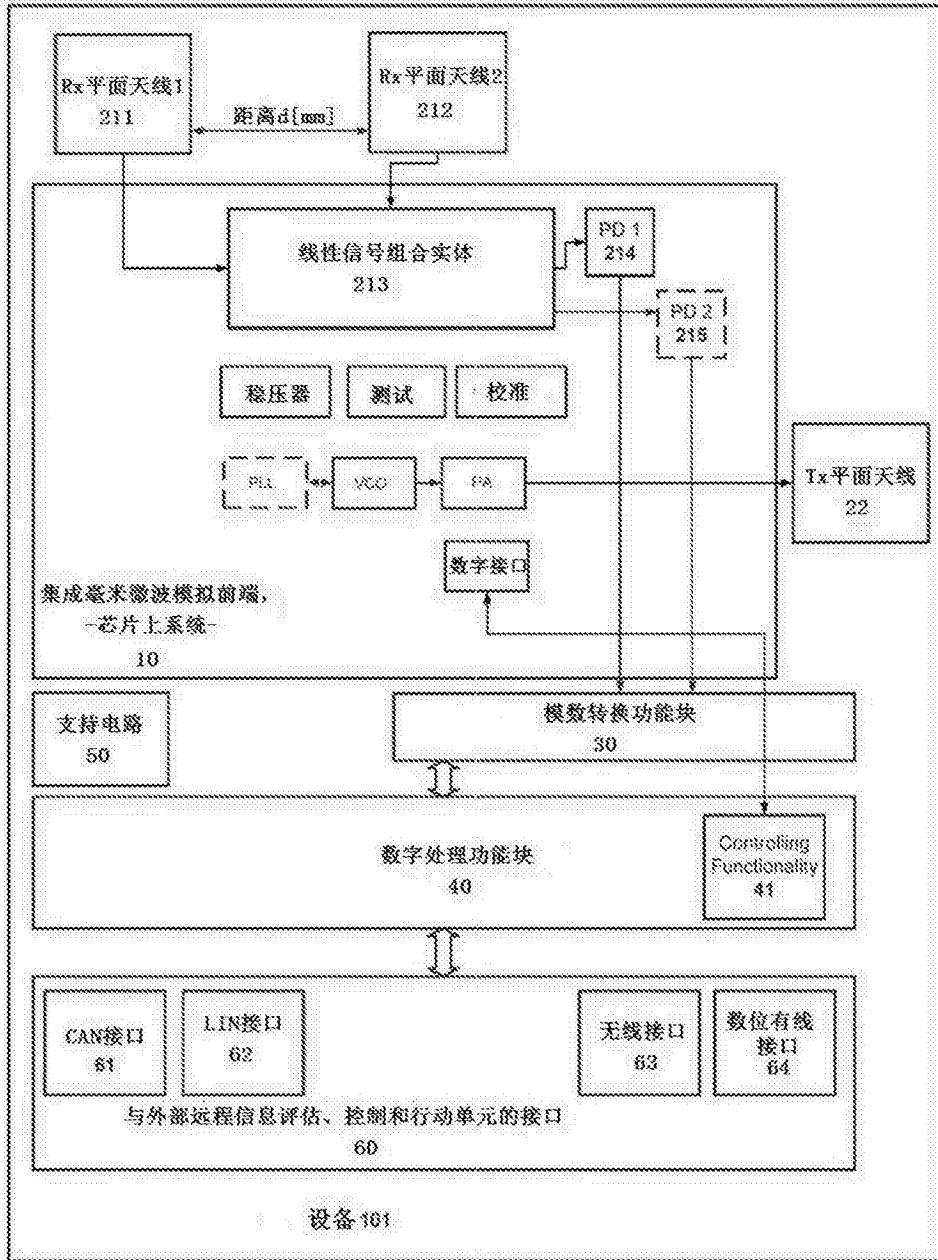 Rx平面天线1
211
距离d[mm]
Rx平面天线2
212
线性信号组合实体
213
PD 1
214
PD 2
215
稳压器
测试
校准
PLL
VCO
PA
Tx平面天线
22
数字接口
集成毫米微波模拟前端,
-芯片上系统-
10
支持电路
50
模数转换功能块
30
数字处理功能块
40
Controlling
Functionality
41
CAN接口
61
LIN接口
62
无线接口
63
数位有线
接口
64
与外部远程信息评估、控制和行动单元的接口
60
设备101